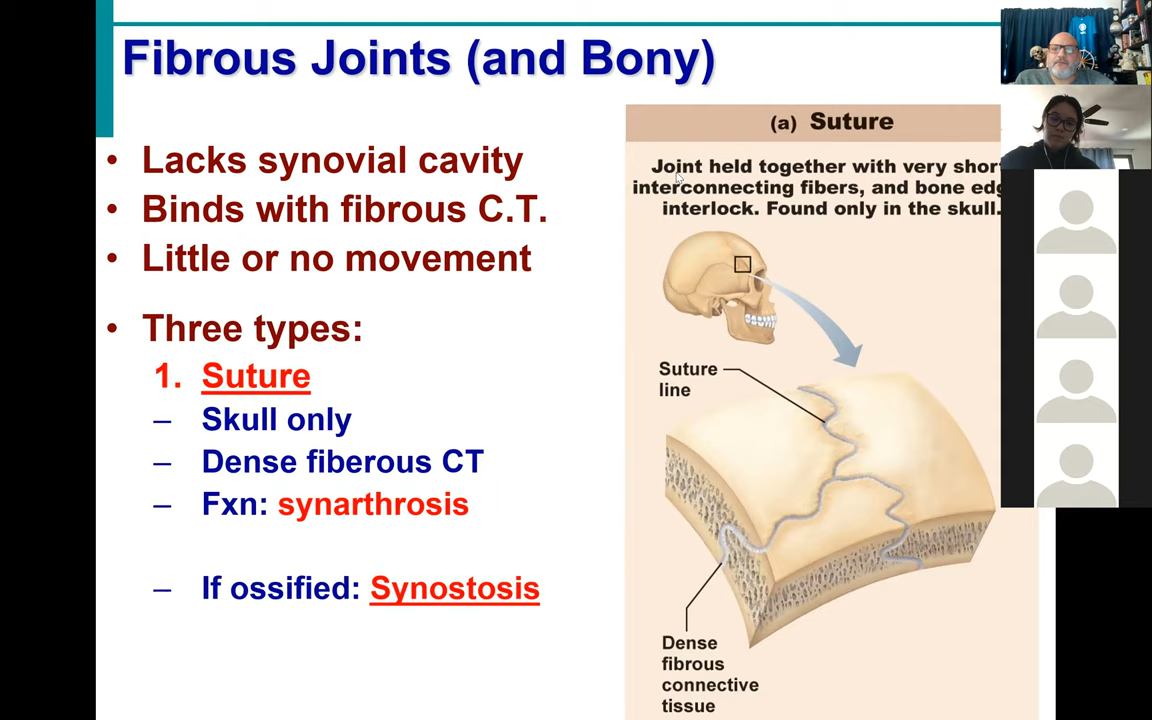 Fibrous Joints (and Bony)
• Lacks synovial cavity
• Binds with fibrous C.T.
• Little or no movement
• Three types:
1. Suture
– Skull only
– Dense fiberous CT
– Fxn: synarthrosis
– If ossified: Synostosis
(a) Suture
Joint held together with very
interconnecting fibers, and bone
interlock. Found only in the skull.
Suture
line
Dense
fibrous
connective
tissue